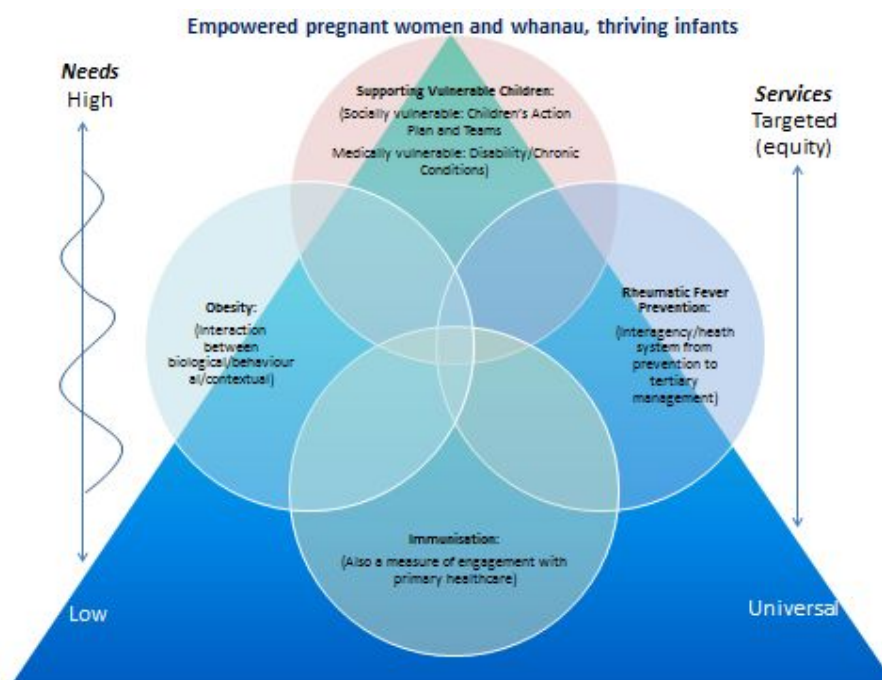 Empowered pregnant women and whanau, thriving infants
Needs
High
Services
Targeted
(equity)
Supporting Vulnerable Children:
(Socially vulnerable: Children's Action
Plan and Teams
Medically vulnerable: Disability/Chronic
Conditions)
Obesity:
(Interaction
between
biological/behaviour
al/contextual)
Rheumatic Fever
Prevention:
(Interagency/heath
system from
prevention to
tertiary
management)
Immunisation:
(Also a measure of engagement with
primary healthcare)
Low
Universal